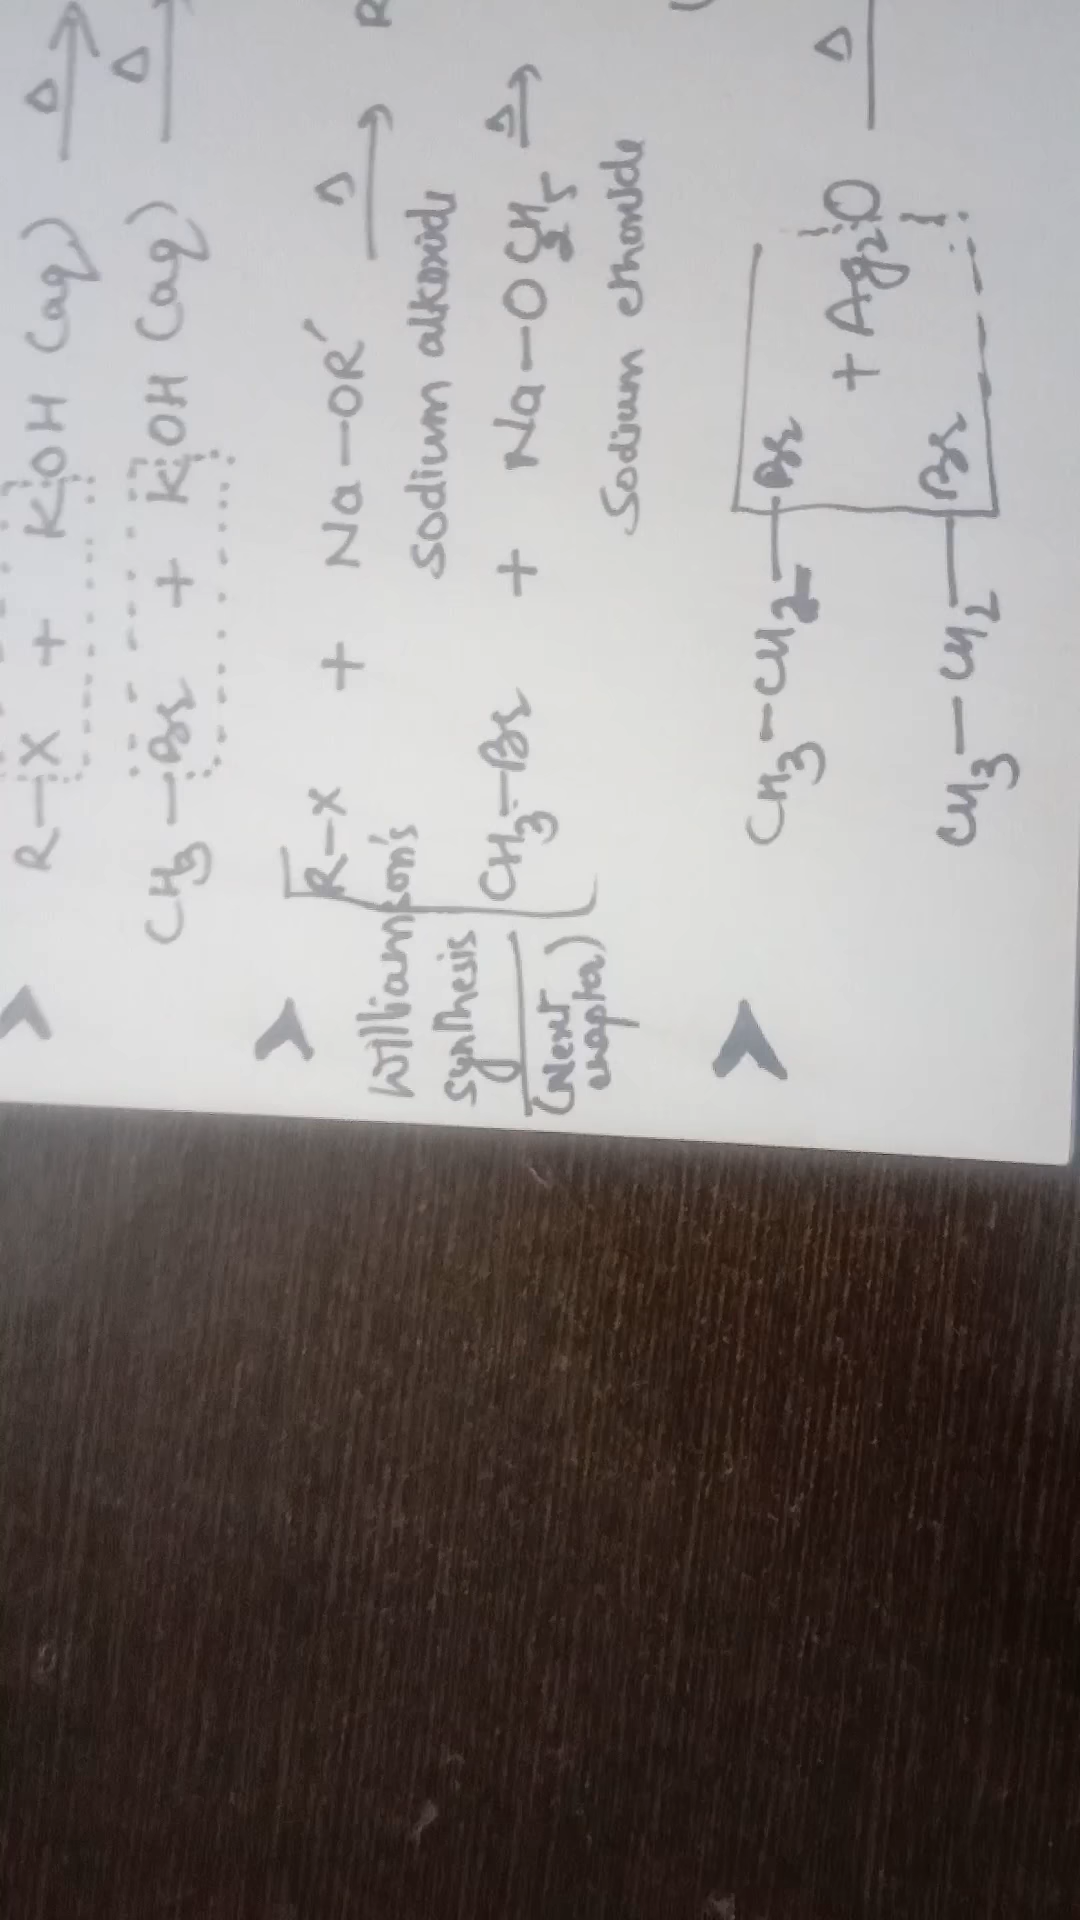 R—X + KOH (aq) Δ→
CH3—Br + KOH (aq) Δ
R—X + Na—OR′ Δ→ R
Williamson's sodium alkoxide
synthesis CH3—Br + Na—OC2H5 Δ→
(Next chapter) Sodium ethoxide
CH3—CH2—Br
+ Ag2O Δ
CH3—CH2—Br